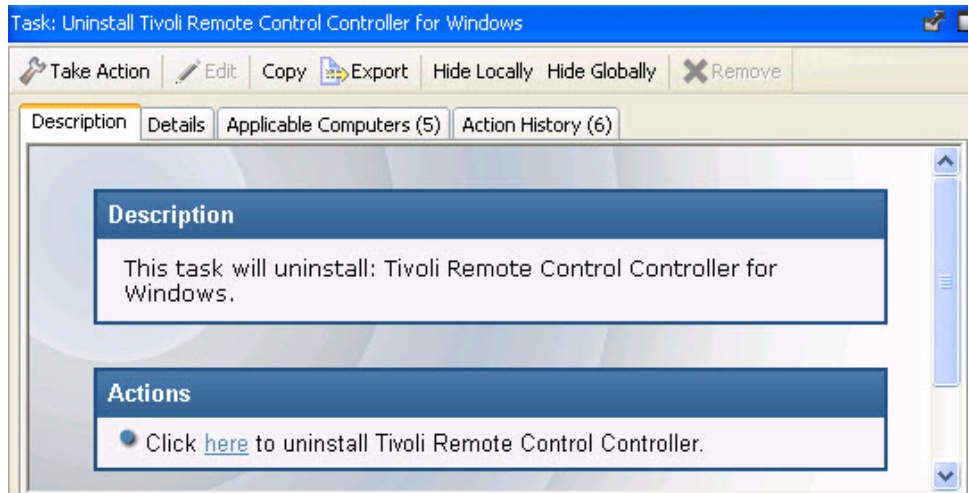 Task: Uninstall Tivoli Remote Control Controller for Windows
Take Action Edit Copy Export Hide Locally Hide Globally Remove
Description Details Applicable Computers (5) Action History (6)
Description
This task will uninstall: Tivoli Remote Control Controller for
Windows.
Actions
Click here to uninstall Tivoli Remote Control Controller.